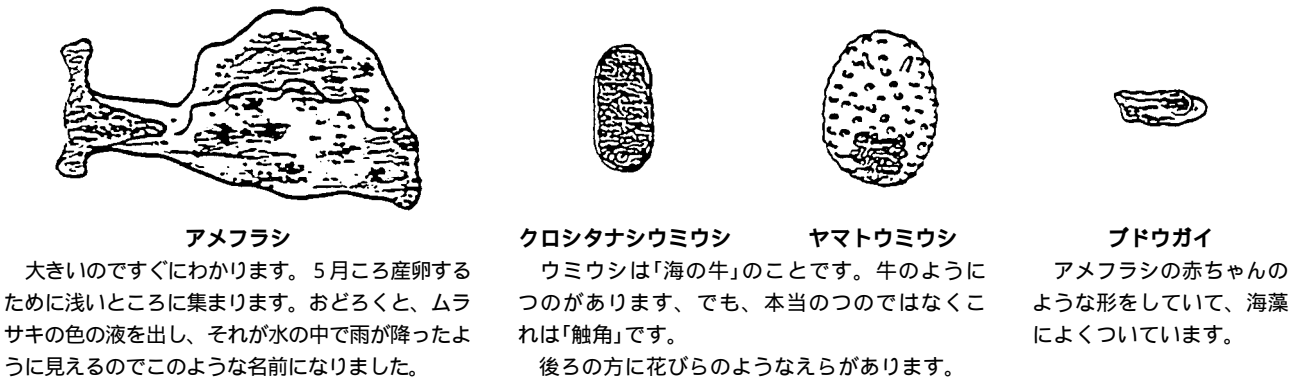 アメフラシ
　大きいのですぐにわかります。５月ころ産卵する
ために浅いところに集まります。おどろくと、ムラ
サキの色の液を出し、それが水の中で雨が降ったよ
うに見えるのでこのような名前になりました。
クロシタナシウミウシ　ヤマトウミウシ
　ウミウシは「海の牛」のことです。牛のように
つのがあります、でも、本当のつのではなくこ
れは「触角」です。
　後ろの方に花びらのようなえらがあります。
ブドウガイ
　アメフラシの赤ちゃんの
ような形をしていて、海藻
によくついています。